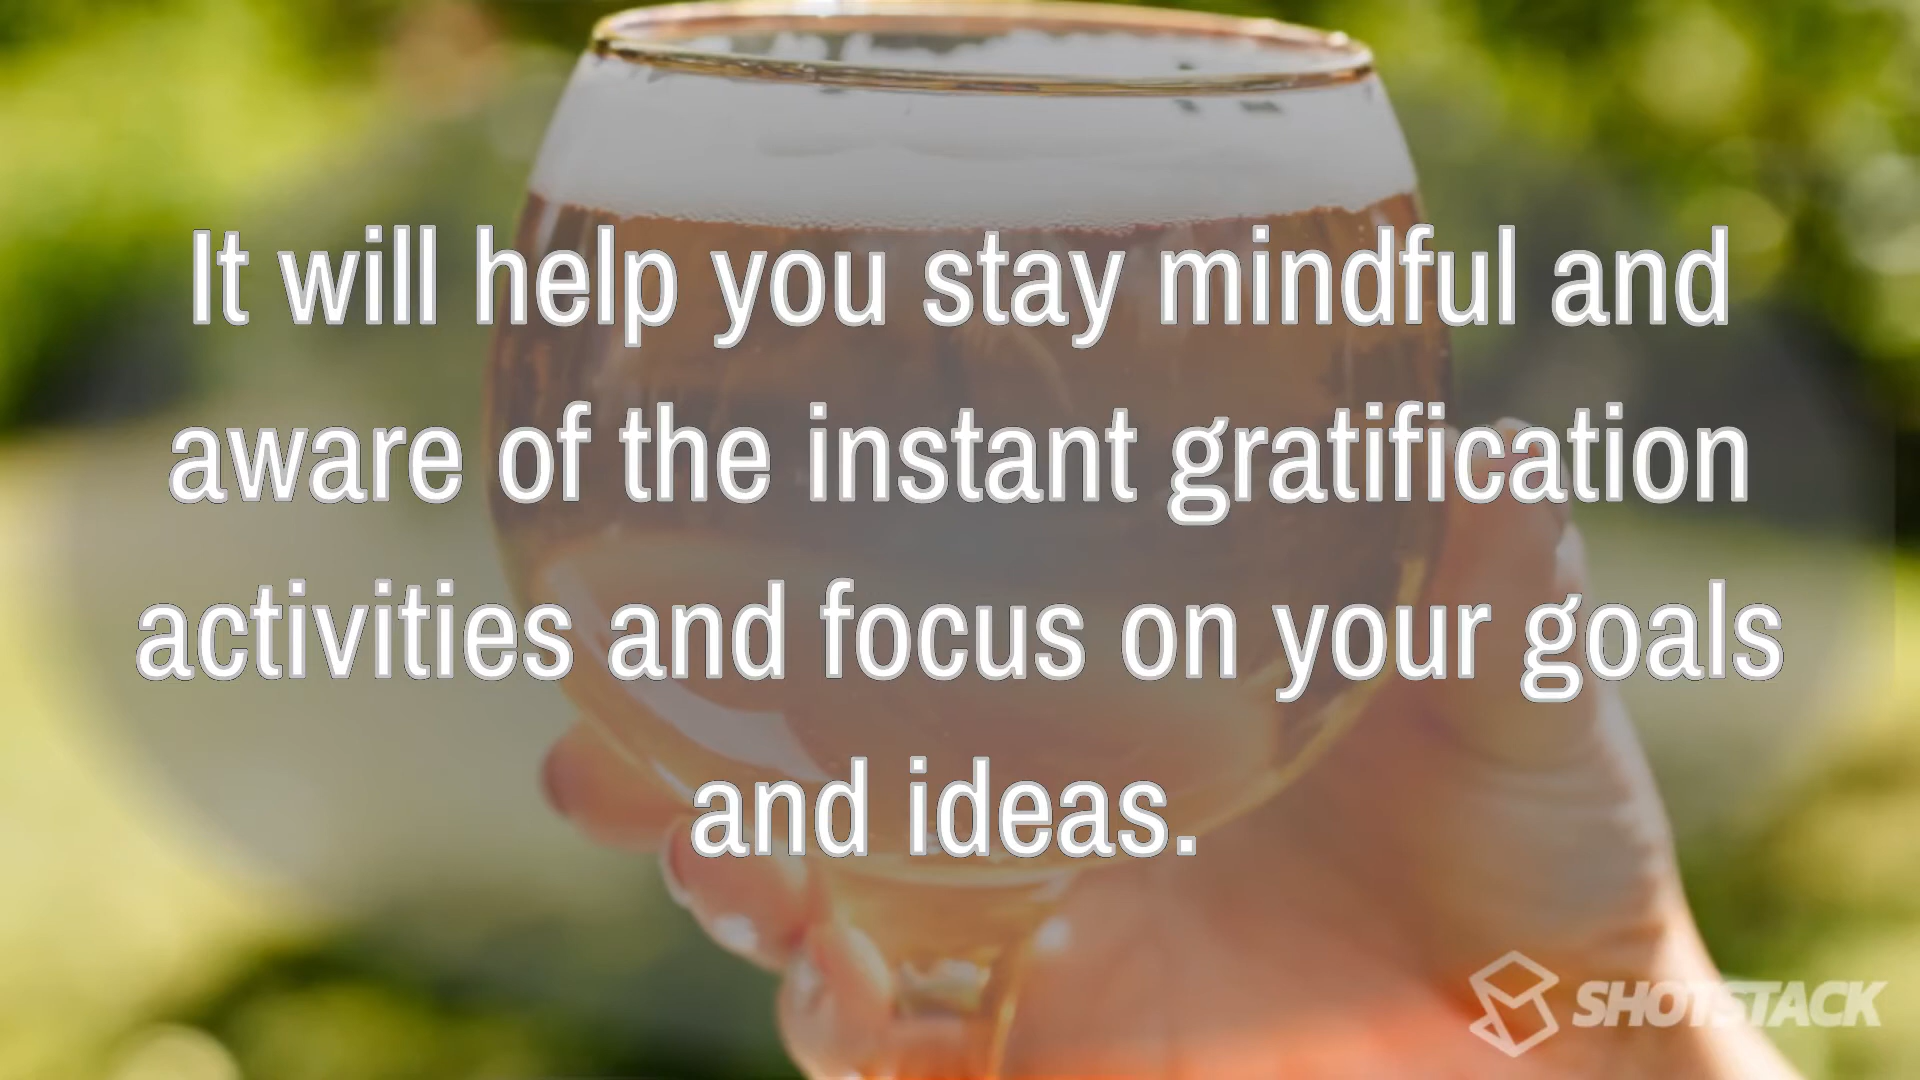 It will help you stay mindful and
aware of the instant gratification
activities and focus on your goals
and ideas.
SHOTSTACK